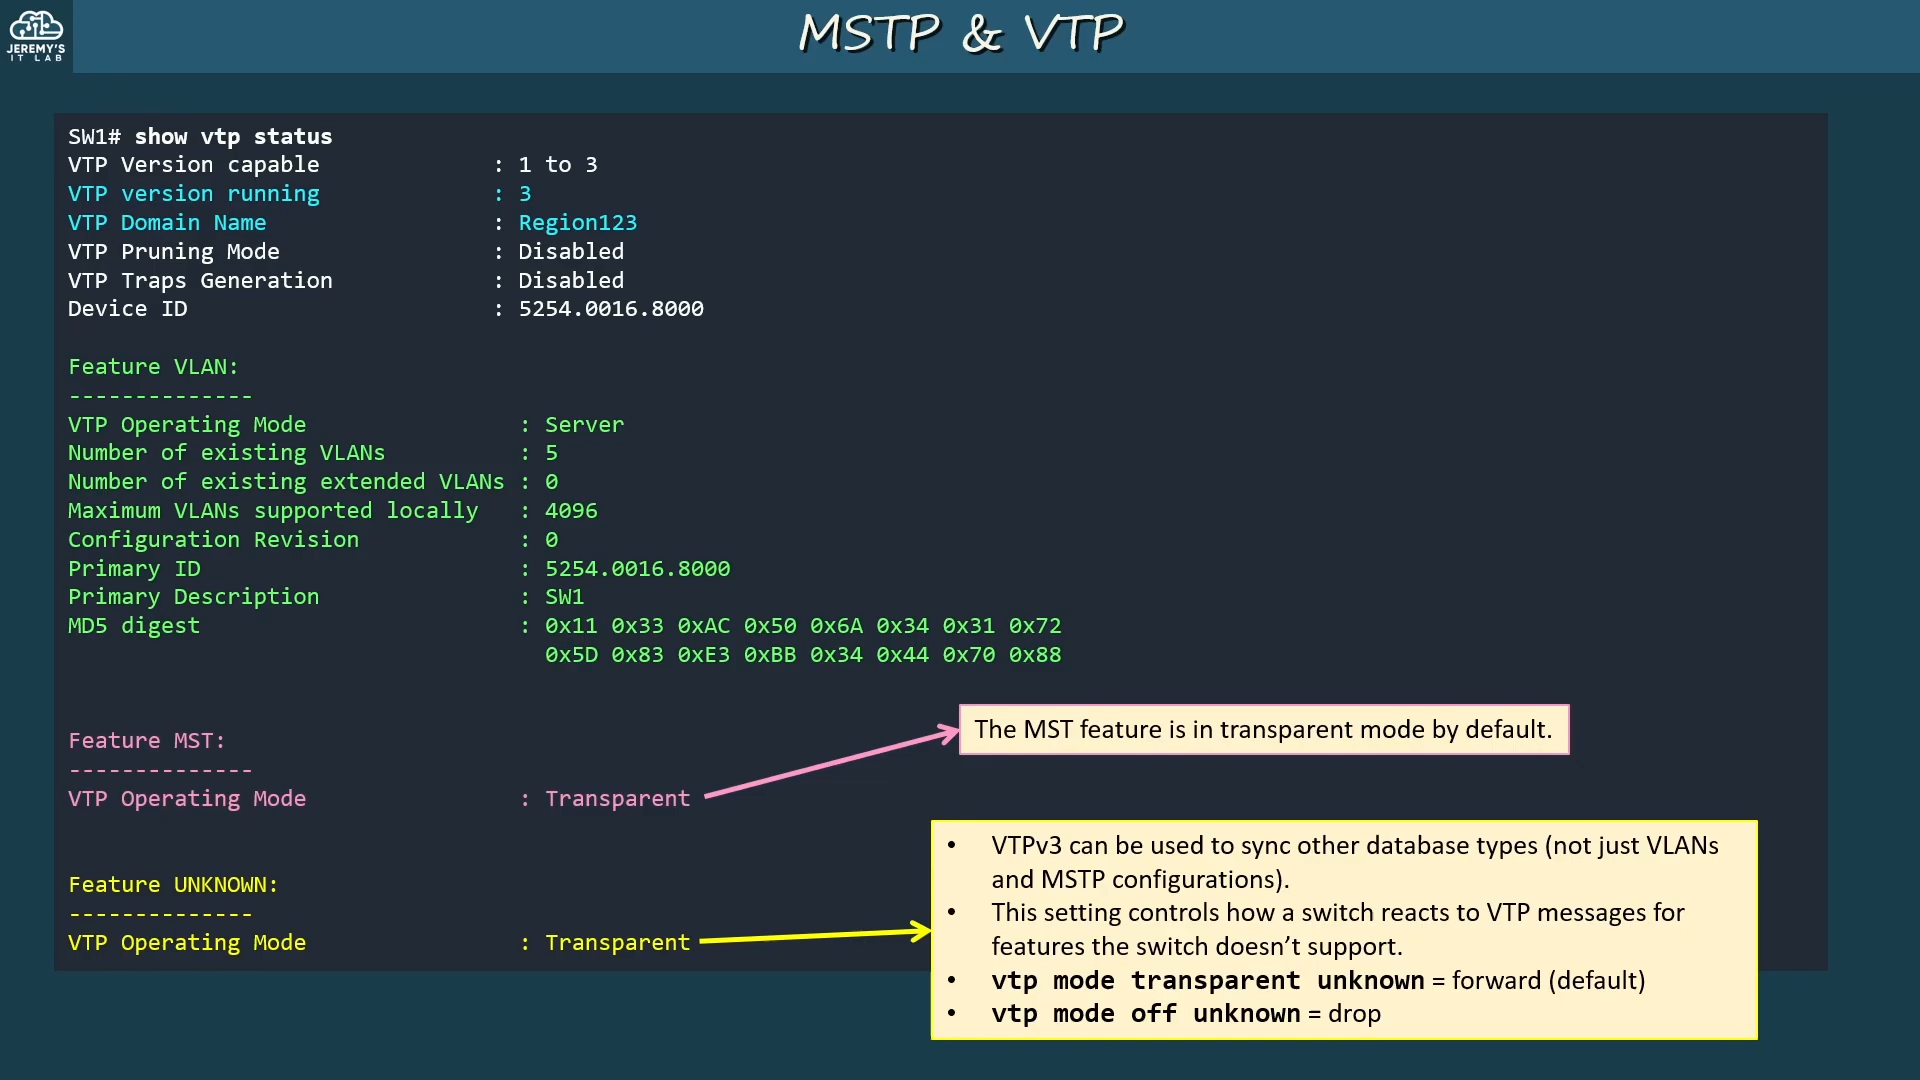 JEREMY'S
IT LAB
MSTP & VTP
SW1# show vtp status
VTP Version capable : 1 to 3
VTP version running : 3
VTP Domain Name : Region123
VTP Pruning Mode : Disabled
VTP Traps Generation : Disabled
Device ID : 5254.0016.8000
Feature VLAN:
--------------
VTP Operating Mode : Server
Number of existing VLANs : 5
Number of existing extended VLANs : 0
Maximum VLANs supported locally : 4096
Configuration Revision : 0
Primary ID : 5254.0016.8000
Primary Description : SW1
MD5 digest : 0x11 0x33 0xAC 0x50 0x6A 0x34 0x31 0x72
0x5D 0x83 0xE3 0xBB 0x34 0x44 0x70 0x88
Feature MST:
--------------
VTP Operating Mode : Transparent
The MST feature is in transparent mode by default.
Feature UNKNOWN:
--------------
VTP Operating Mode : Transparent
• VTPv3 can be used to sync other database types (not just VLANs
and MSTP configurations).
• This setting controls how a switch reacts to VTP messages for
features the switch doesn't support.
• vtp mode transparent unknown = forward (default)
• vtp mode off unknown = drop